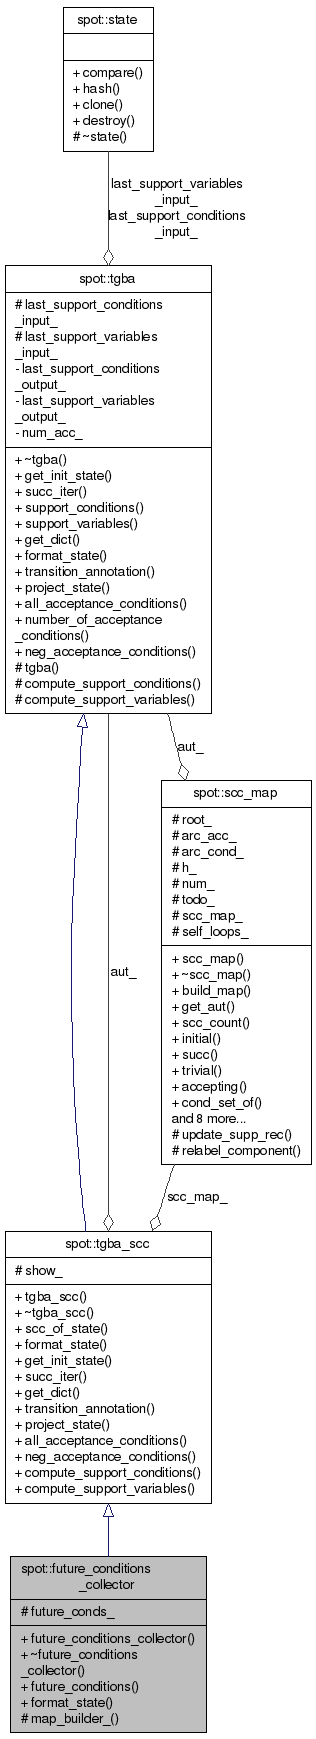 spot::state
+ compare()
+ hash()
+ clone()
+ destroy()
# ~state()
last_support_variables
_input_
last_support_conditions
_input_
spot::tgba
# last_support_conditions
_input_
# last_support_variables
_input_
- last_support_conditions
_output_
- last_support_variables
_output_
- num_acc_
+ ~tgba()
+ get_init_state()
+ succ_iter()
+ support_conditions()
+ support_variables()
+ get_dict()
+ format_state()
+ transition_annotation()
+ project_state()
+ all_acceptance_conditions()
+ number_of_acceptance
_conditions()
+ neg_acceptance_conditions()
# tgba()
# compute_support_conditions()
# compute_support_variables()
aut_
spot::scc_map
# root_
# arc_acc_
# arc_cond_
# h_
# num_
# todo_
# scc_map_
# self_loops_
+ scc_map()
+ ~scc_map()
+ build_map()
+ get_aut()
+ scc_count()
+ initial()
+ succ()
+ trivial()
+ accepting()
+ cond_set_of()
and 8 more...
# update_supp_rec()
# relabel_component()
aut_
scc_map_
spot::tgba_scc
# show_
+ tgba_scc()
+ ~tgba_scc()
+ scc_of_state()
+ format_state()
+ get_init_state()
+ succ_iter()
+ get_dict()
+ transition_annotation()
+ project_state()
+ all_acceptance_conditions()
+ neg_acceptance_conditions()
+ compute_support_conditions()
+ compute_support_variables()
spot::future_conditions
_collector
# future_conds_
+ future_conditions_collector()
+ ~future_conditions
_collector()
+ future_conditions()
+ format_state()
# map_builder_()